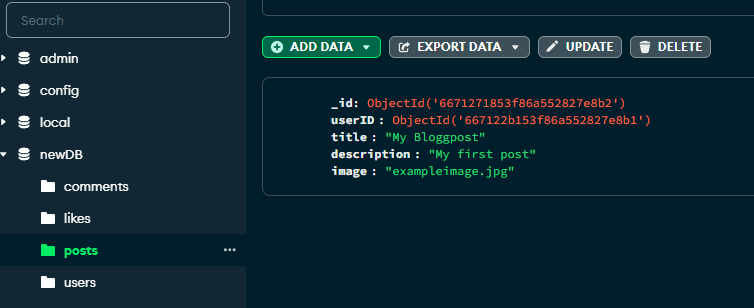 Search
admin
config
local
newDB
comments
likes
posts
users
ADD DATA
EXPORT DATA
UPDATE
DELETE
_id: ObjectId('6671271853f86a552827e8b2')
userID : ObjectId('667122b153f86a552827e8b1')
title : "My Bloggpost"
description : "My first post"
image : "exampleimage.jpg"